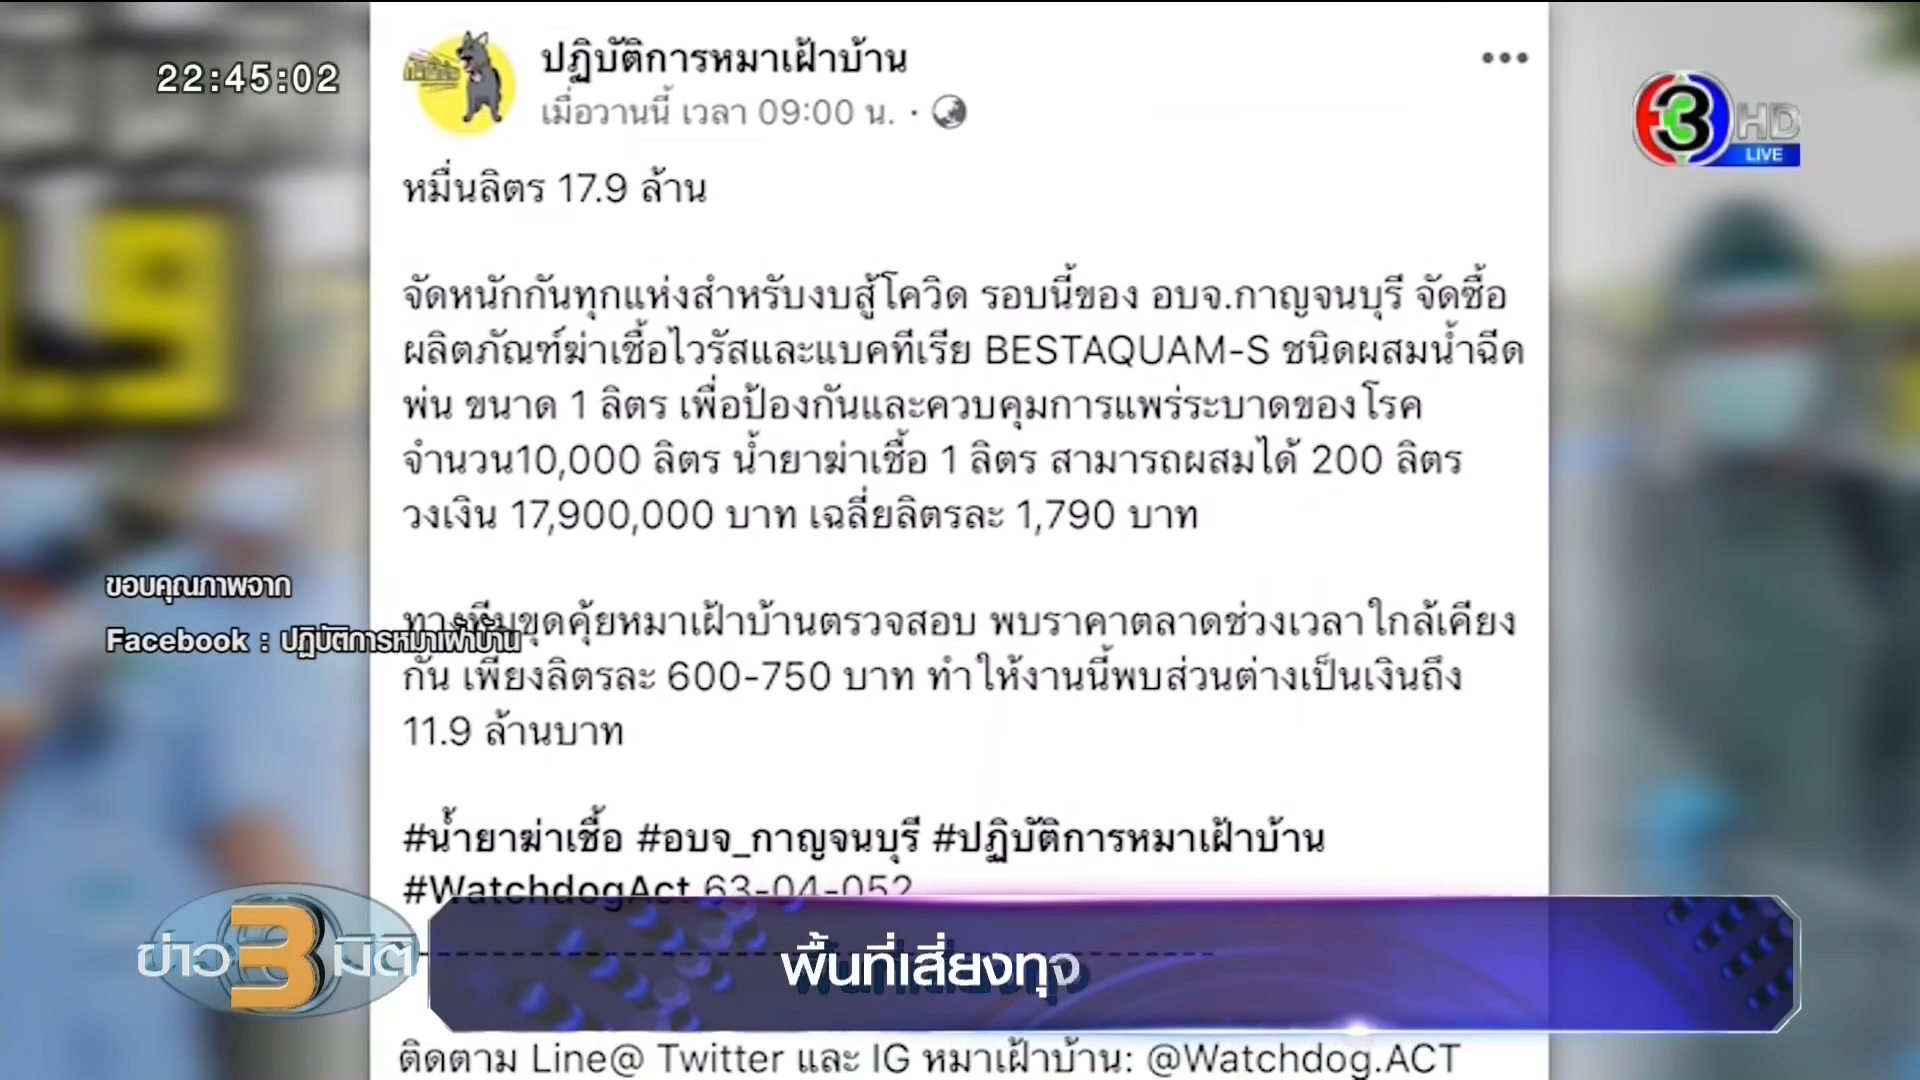 22:45:02
ปฏิบัติการหมาเฝ้าบ้าน
เมื่อวานนี้ เวลา 09:00 น. ·
3 HD
LIVE
หมื่นลิตร 17.9 ล้าน
จัดหนักกันทุกแห่งสำหรับงบสู้โควิด รอบนี้ของ อบจ.กาญจนบุรี จัดซื้อ
ผลิตภัณฑ์ฆ่าเชื้อไวรัสและแบคทีเรีย BESTAQUAM-S ชนิดผสมน้ำฉีด
พ่น ขนาด 1 ลิตร เพื่อป้องกันและควบคุมการแพร่ระบาดของโรค
จำนวน10,000 ลิตร น้ำยาฆ่าเชื้อ 1 ลิตร สามารถผสมได้ 200 ลิตร
วงเงิน 17,900,000 บาท เฉลี่ยลิตรละ 1,790 บาท
ขอบคุณภาพจาก
Facebook : ปฏิบัติการหมาเฝ้าบ้าน
ทางทีมขุดคุ้ยหมาเฝ้าบ้านตรวจสอบ พบราคาตลาดช่วงเวลาใกล้เคียง
กัน เพียงลิตรละ 600-750 บาท ทำให้งานนี้พบส่วนต่างเป็นเงินถึง
11.9 ล้านบาท
#น้ำยาฆ่าเชื้อ #อบจ_กาญจนบุรี #ปฏิบัติการหมาเฝ้าบ้าน
#WatchdogAct 63-04-052
ข่าว 3 มิติ
พื้นที่เสี่ยงทุจ
ติดตาม Line@ Twitter และ IG หมาเฝ้าบ้าน: @Watchdog.ACT